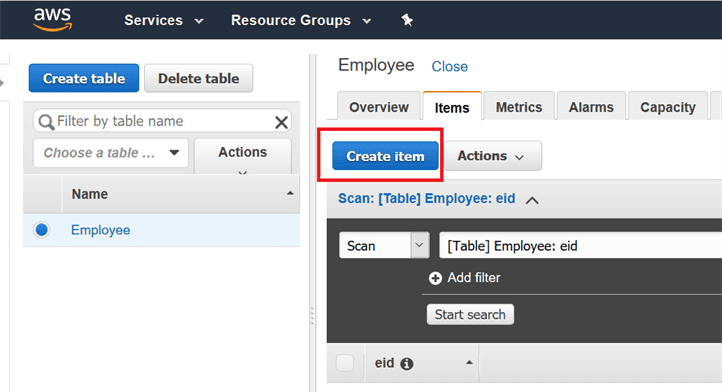 aws Services Resource Groups
Create table Delete table
Filter by table name
Choose a table ... Actions
Name
Employee
Employee Close
Overview Items Metrics Alarms Capacity
Create item Actions
Scan: [Table] Employee: eid
Scan [Table] Employee: eid
Add filter
Start search
eid